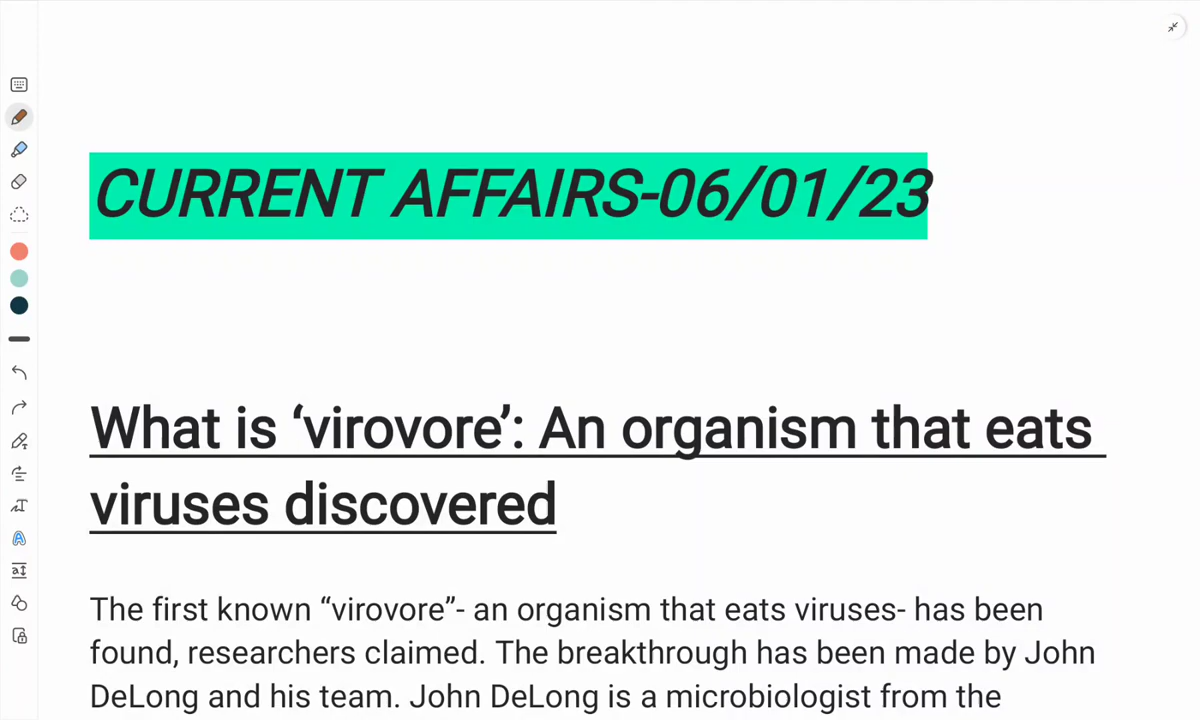 CURRENT AFFAIRS-06/01/23
What is ‘virovore’: An organism that eats
viruses discovered
The first known “virovore”- an organism that eats viruses- has been
found, researchers claimed. The breakthrough has been made by John
DeLong and his team. John DeLong is a microbiologist from the